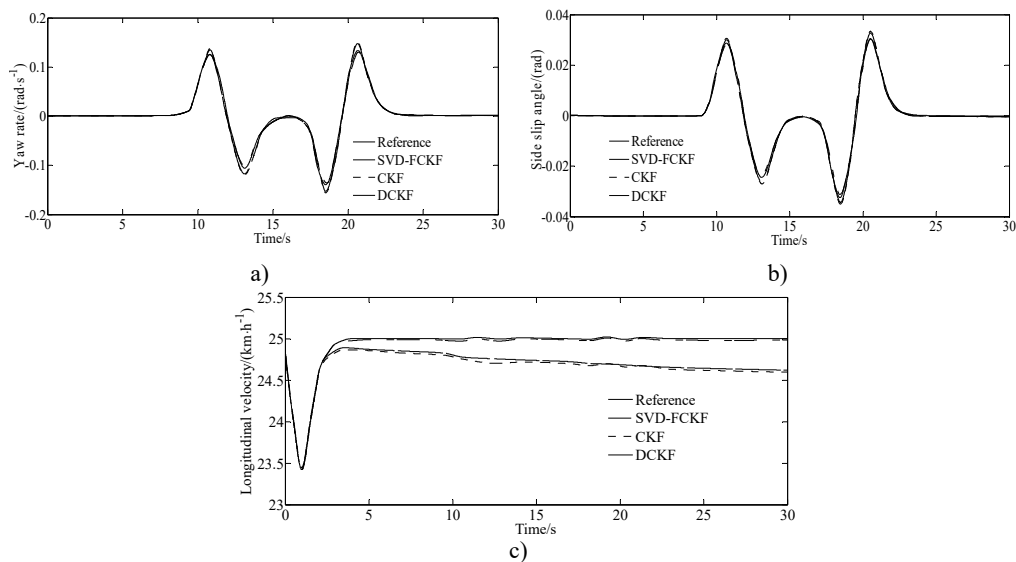 0.2
0.1
0
-0.1
-0.2
Yaw rate/(rad·s⁻¹)
Reference
SVD-FCKF
CKF
DCKF
0 5 10 15 20 25 30
Time/s
a)
0.04
0.02
0
-0.02
-0.04
Side slip angle/(rad)
Reference
SVD-FCKF
CKF
DCKF
0 5 10 15 20 25 30
Time/s
b)
25.5
25
24.5
24
23.5
23
Longitudinal velocity/(km·h⁻¹)
Reference
SVD-FCKF
CKF
DCKF
0 5 10 15 20 25 30
Time/s
c)